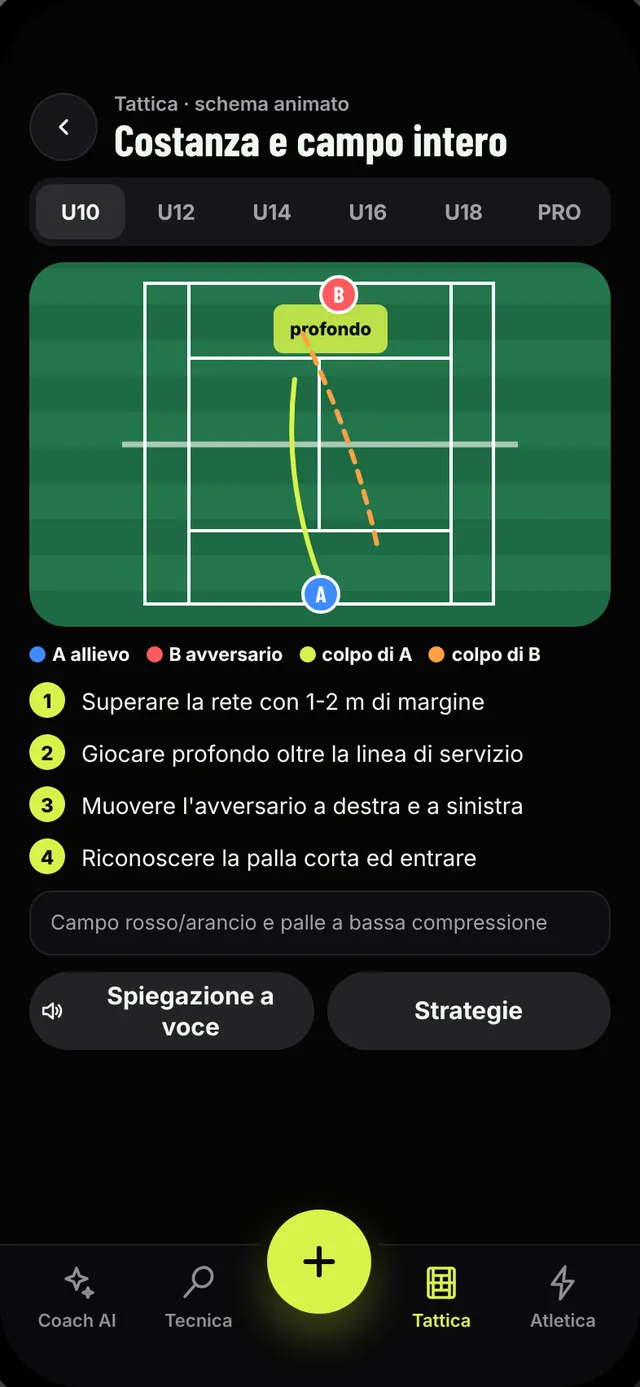 Tattica · schema animato
Costanza e campo intero
U10 U12 U14 U16 U18 PRO
B
profondo
A
A allievo B avversario colpo di A colpo di B
1 Superare la rete con 1-2 m di margine
2 Giocare profondo oltre la linea di servizio
3 Muovere l'avversario a destra e a sinistra
4 Riconoscere la palla corta ed entrare
Campo rosso/arancio e palle a bassa compressione
Spiegazione a
voce
Strategie
Coach AI Tecnica Tattica Atletica